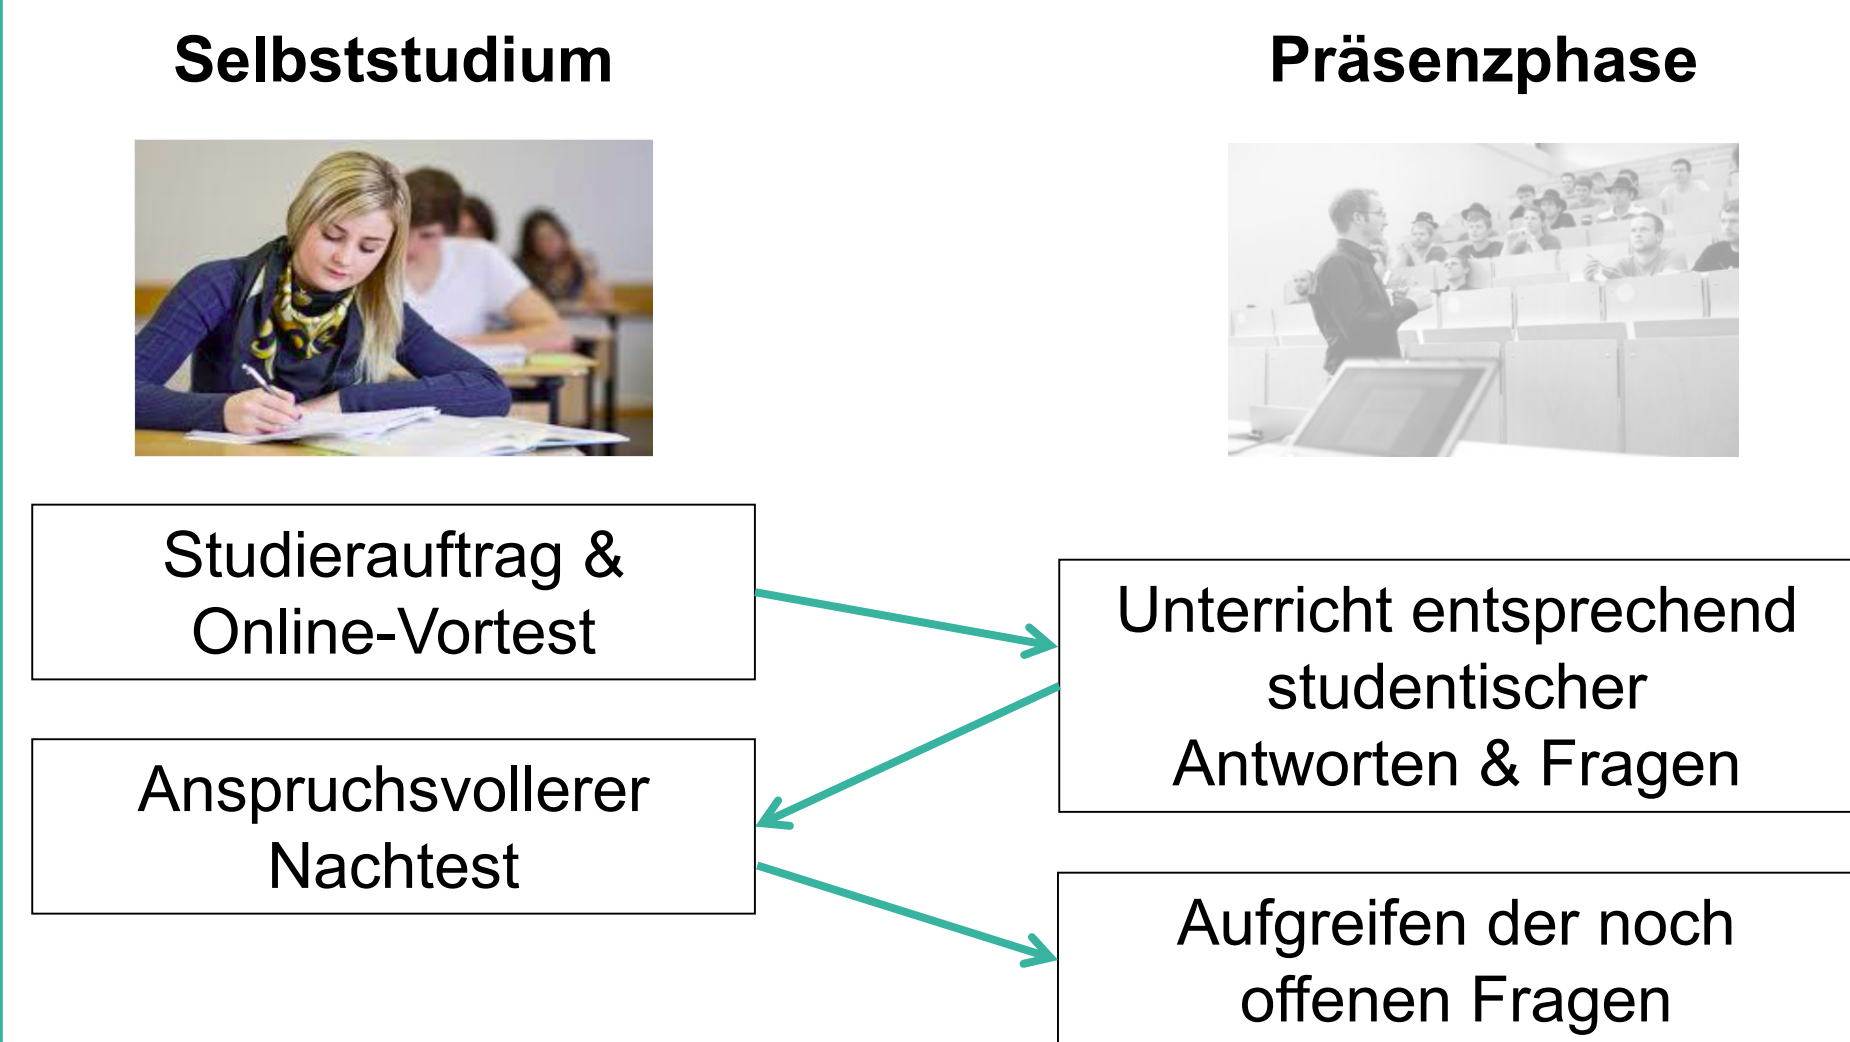 Selbststudium
Präsenzphase
Studierauftrag &
Online-Vortest
Unterricht entsprechend
studentischer
Antworten & Fragen
Anspruchsvollerer
Nachtest
Aufgreifen der noch
offenen Fragen